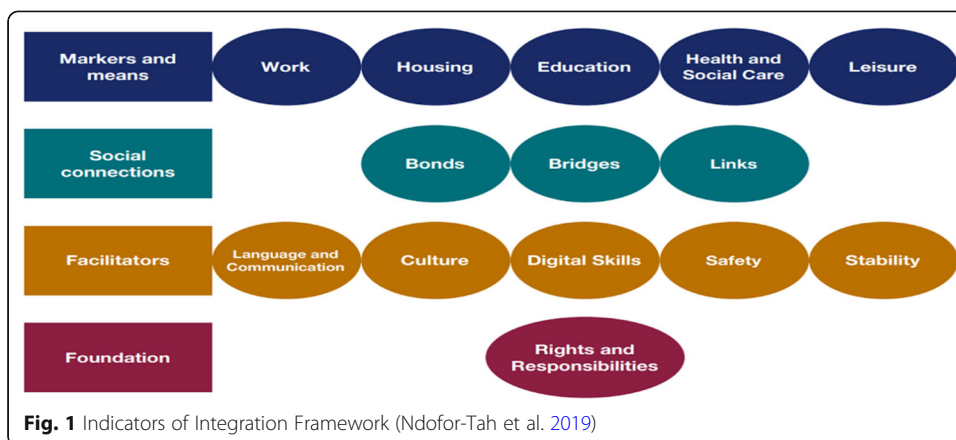 Markers and
means
Work
Housing
Education
Health and
Social Care
Leisure
Social
connections
Bonds
Bridges
Links
Facilitators
Language and
Communication
Culture
Digital Skills
Safety
Stability
Foundation
Rights and
Responsibilities
Fig. 1 Indicators of Integration Framework (Ndofor-Tah et al. 2019)